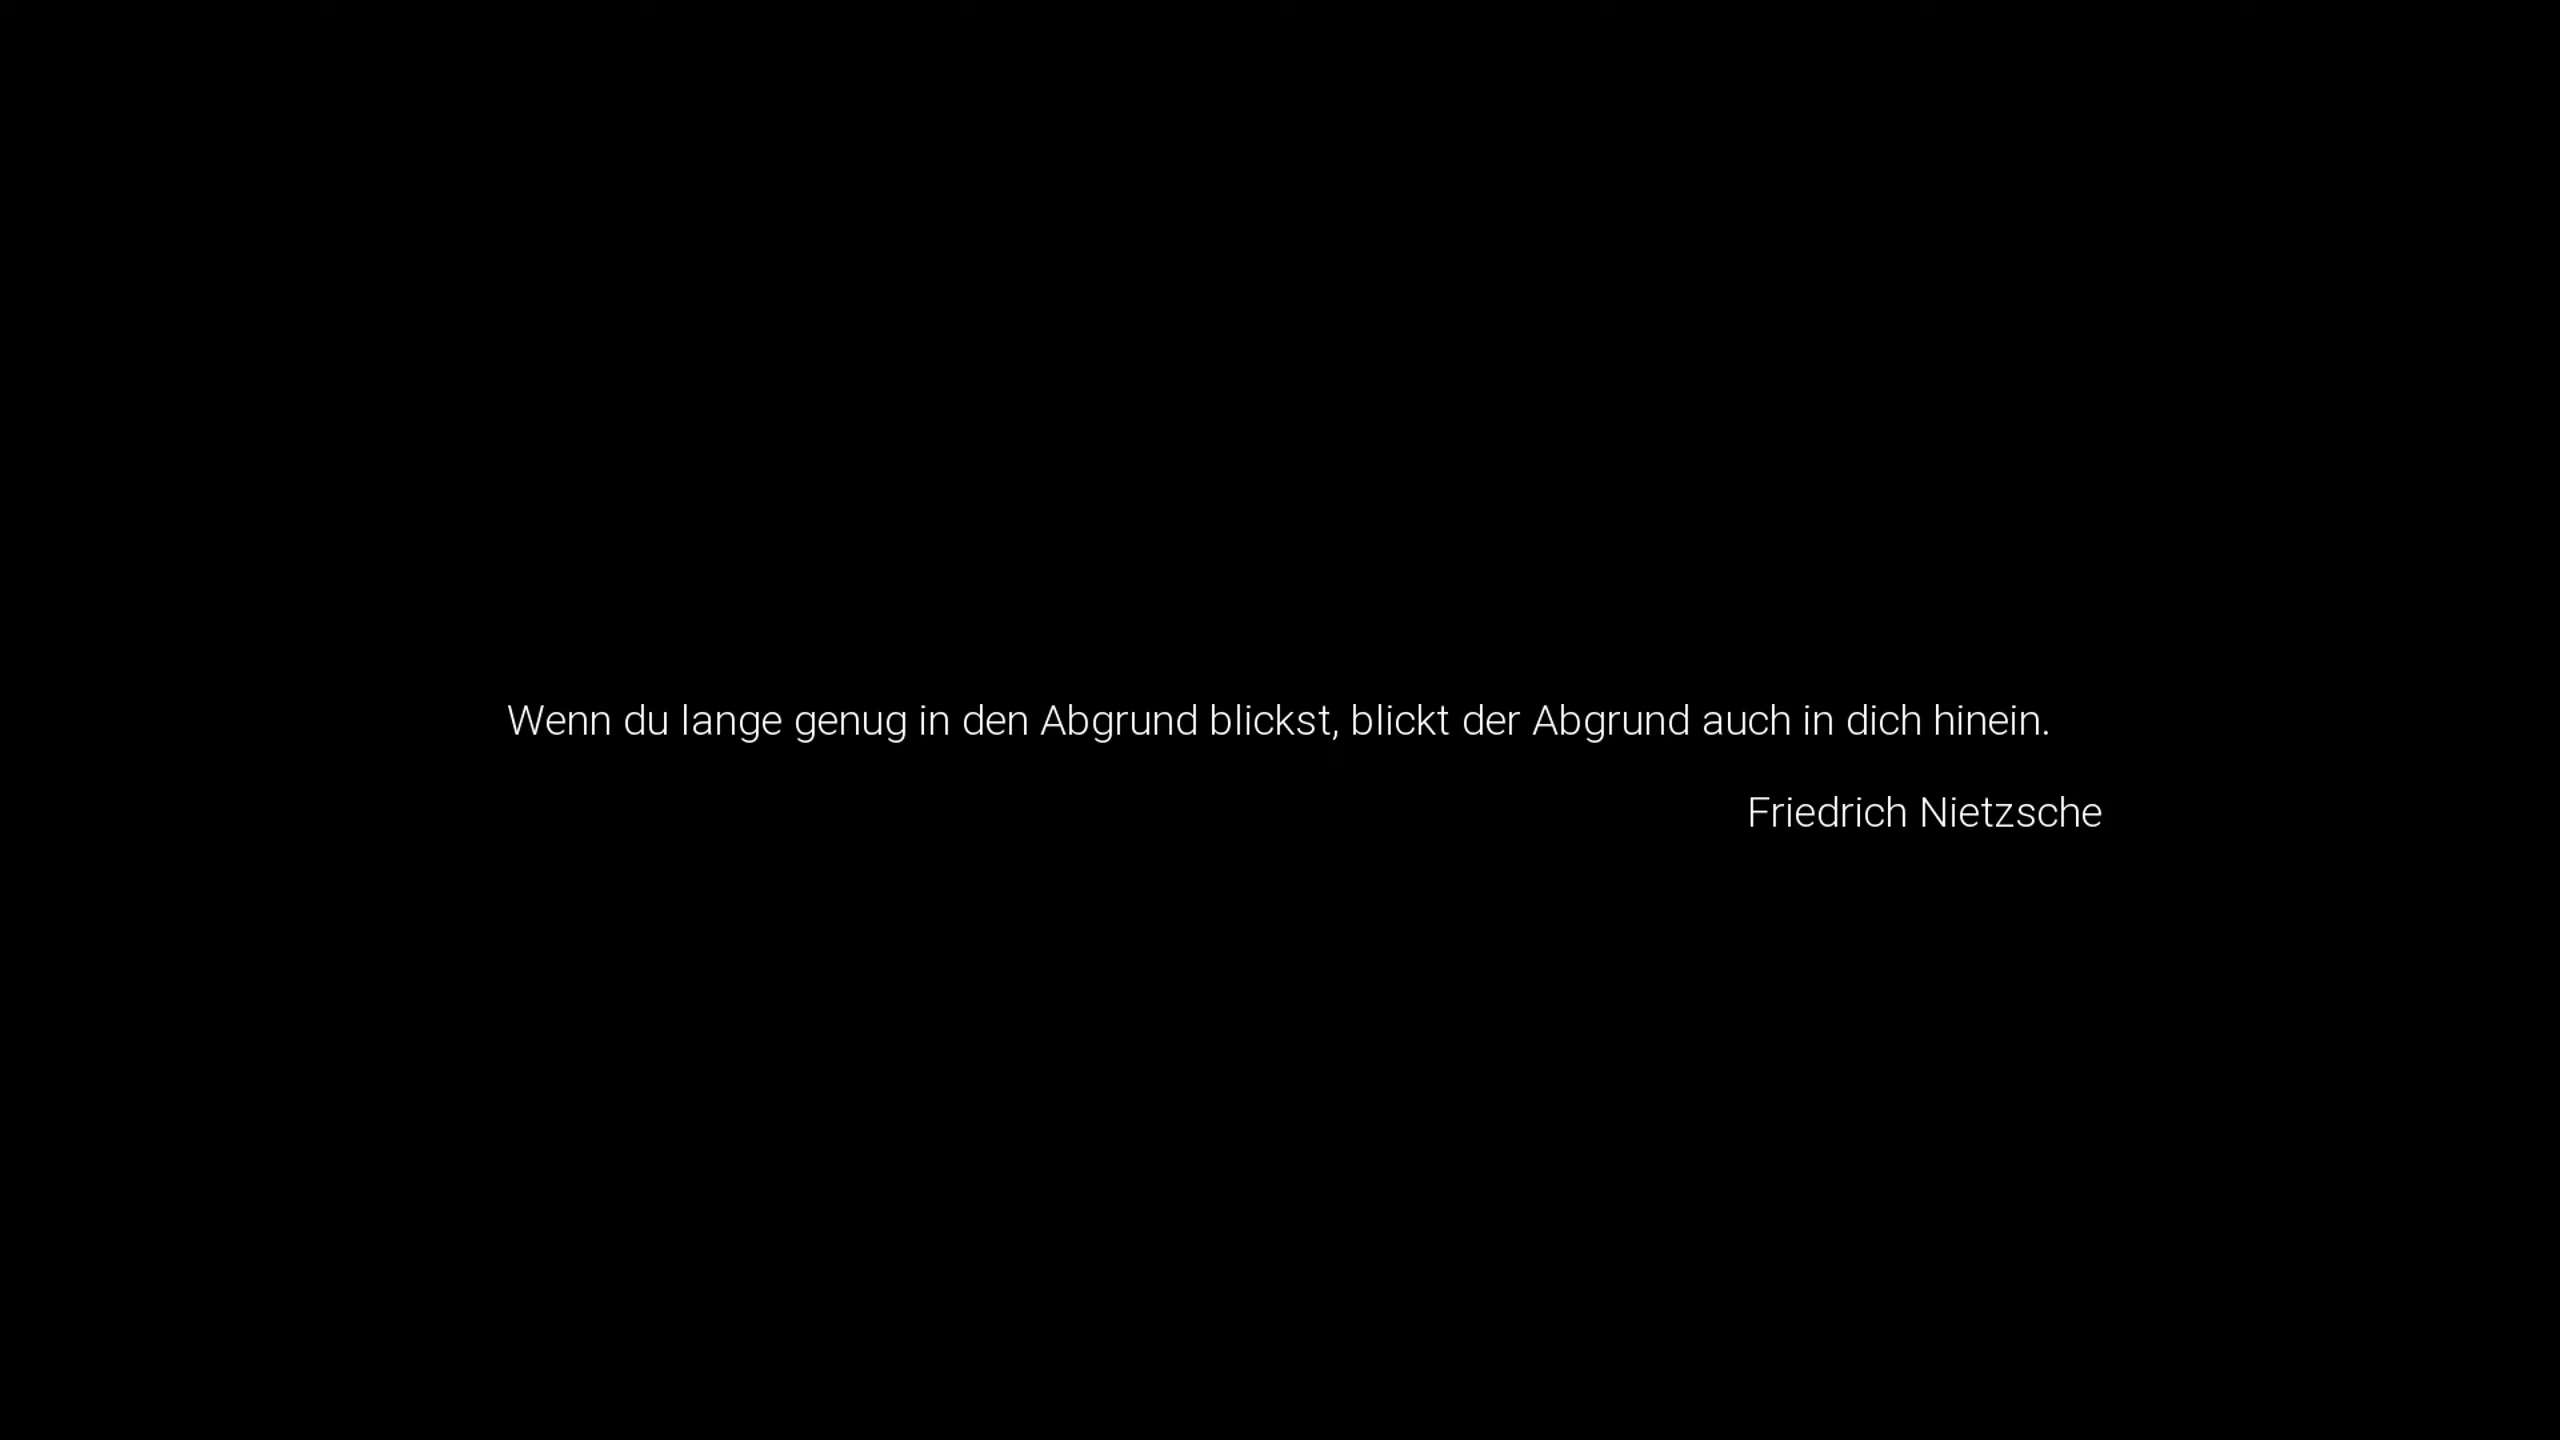 Wenn du lange genug in den Abgrund blickst, blickt der Abgrund auch in dich hinein.
Friedrich Nietzsche